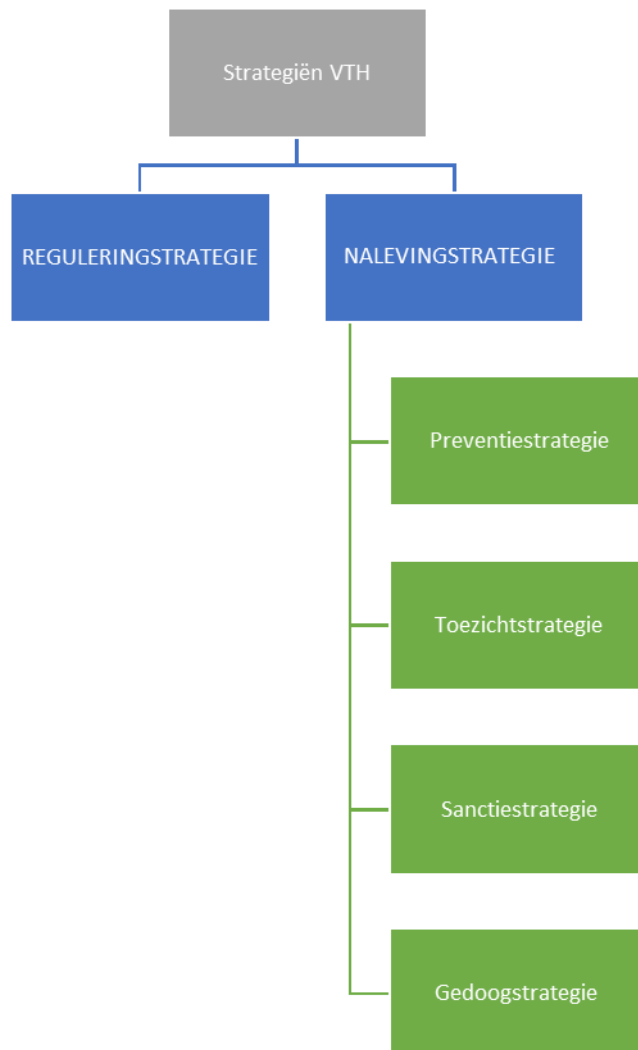 Strategiën VTH
REGULERINGSTRATEGIE
NALEVINGSTRATEGIE
Preventiestrategie
Toezichtstrategie
Sanctiestrategie
Gedoogstrategie